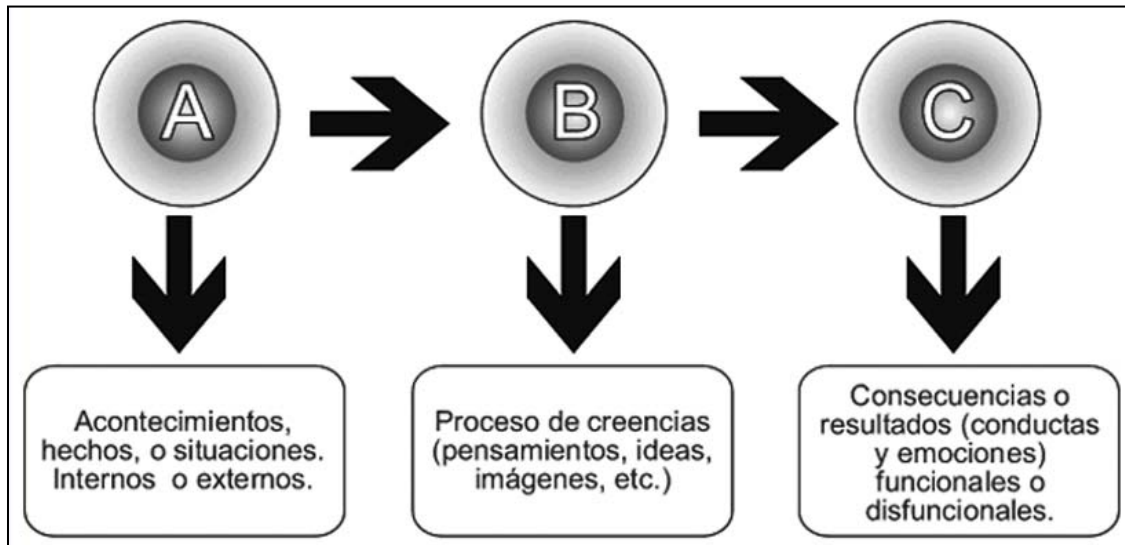 A
B
C
Acontecimientos,
hechos, o situaciones.
Internos o externos.
Proceso de creencias
(pensamientos, ideas,
imágenes, etc.)
Consecuencias o
resultados (conductas
y emociones)
funcionales o
disfuncionales.